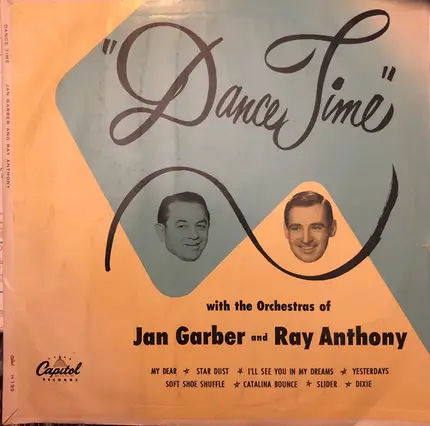 DANCE TIME JAN GARBER AND RAY ANTHONY
"Dance Time"
with the Orchestras of
Jan Garber and Ray Anthony
MY DEAR ★ STAR DUST ★ I'LL SEE YOU IN MY DREAMS ★ YESTERDAYS
SOFT SHOE SHUFFLE ★ CATALINA BOUNCE ★ SLIDER ★ DIXIE
Capitol
RECORDS